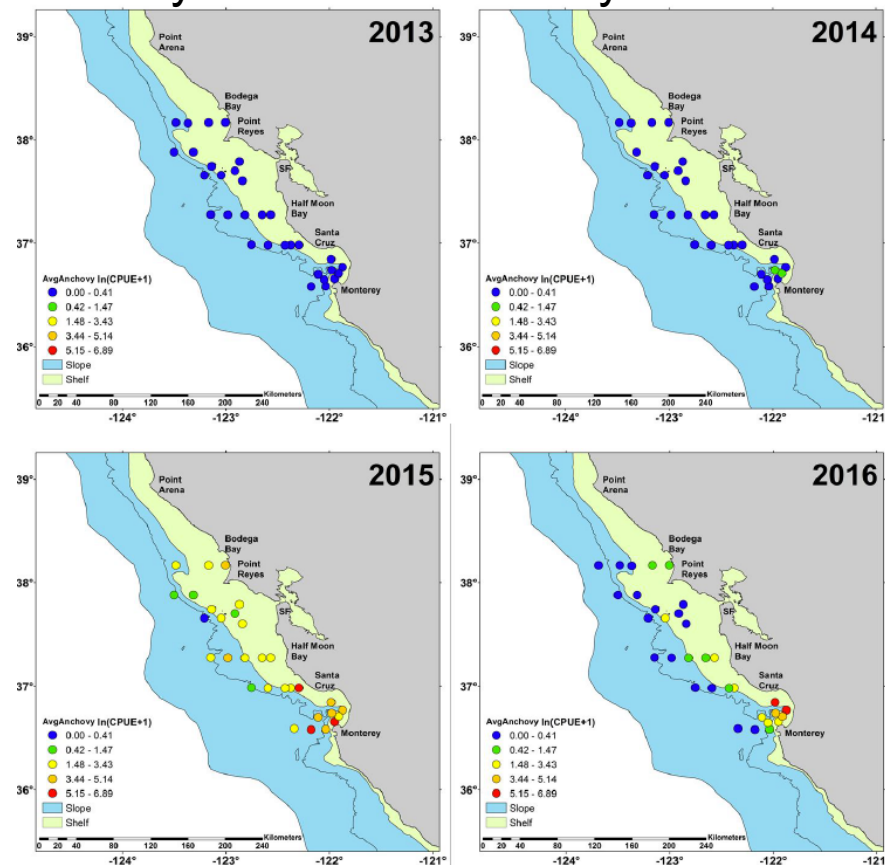 39°
38°
37°
36°
2013
Point
Arena
Bodega
Bay
Point
Reyes
SF
Half Moon
Bay
Santa
Cruz
Monterey
AvgAnchovy ln(CPUE+1)
0.00 - 0.41
0.42 - 1.47
1.48 - 3.43
3.44 - 5.14
5.15 - 6.89
Slope
Shelf
Kilometers
0 20 40 80 120 160 200 240
-124° -123° -122° -121°
39°
38°
37°
36°
2014
Point
Arena
Bodega
Bay
Point
Reyes
SF
Half Moon
Bay
Santa
Cruz
Monterey
AvgAnchovy ln(CPUE+1)
0.00 - 0.41
0.42 - 1.47
1.48 - 3.43
3.44 - 5.14
5.15 - 6.89
Slope
Shelf
Kilometers
0 20 40 80 120 160 200 240
-124° -123° -122° -121°
39°
38°
37°
36°
2015
Point
Arena
Bodega
Bay
Point
Reyes
SF
Half Moon
Bay
Santa
Cruz
Monterey
AvgAnchovy ln(CPUE+1)
0.00 - 0.41
0.42 - 1.47
1.48 - 3.43
3.44 - 5.14
5.15 - 6.89
Slope
Shelf
Kilometers
0 20 40 80 120 160 200 240
-124° -123° -122° -121°
39°
38°
37°
36°
2016
Point
Arena
Bodega
Bay
Point
Reyes
SF
Half Moon
Bay
Santa
Cruz
Monterey
AvgAnchovy ln(CPUE+1)
0.00 - 0.41
0.42 - 1.47
1.48 - 3.43
3.44 - 5.14
5.15 - 6.89
Slope
Shelf
Kilometers
0 20 40 80 120 160 200 240
-124° -123° -122° -121°